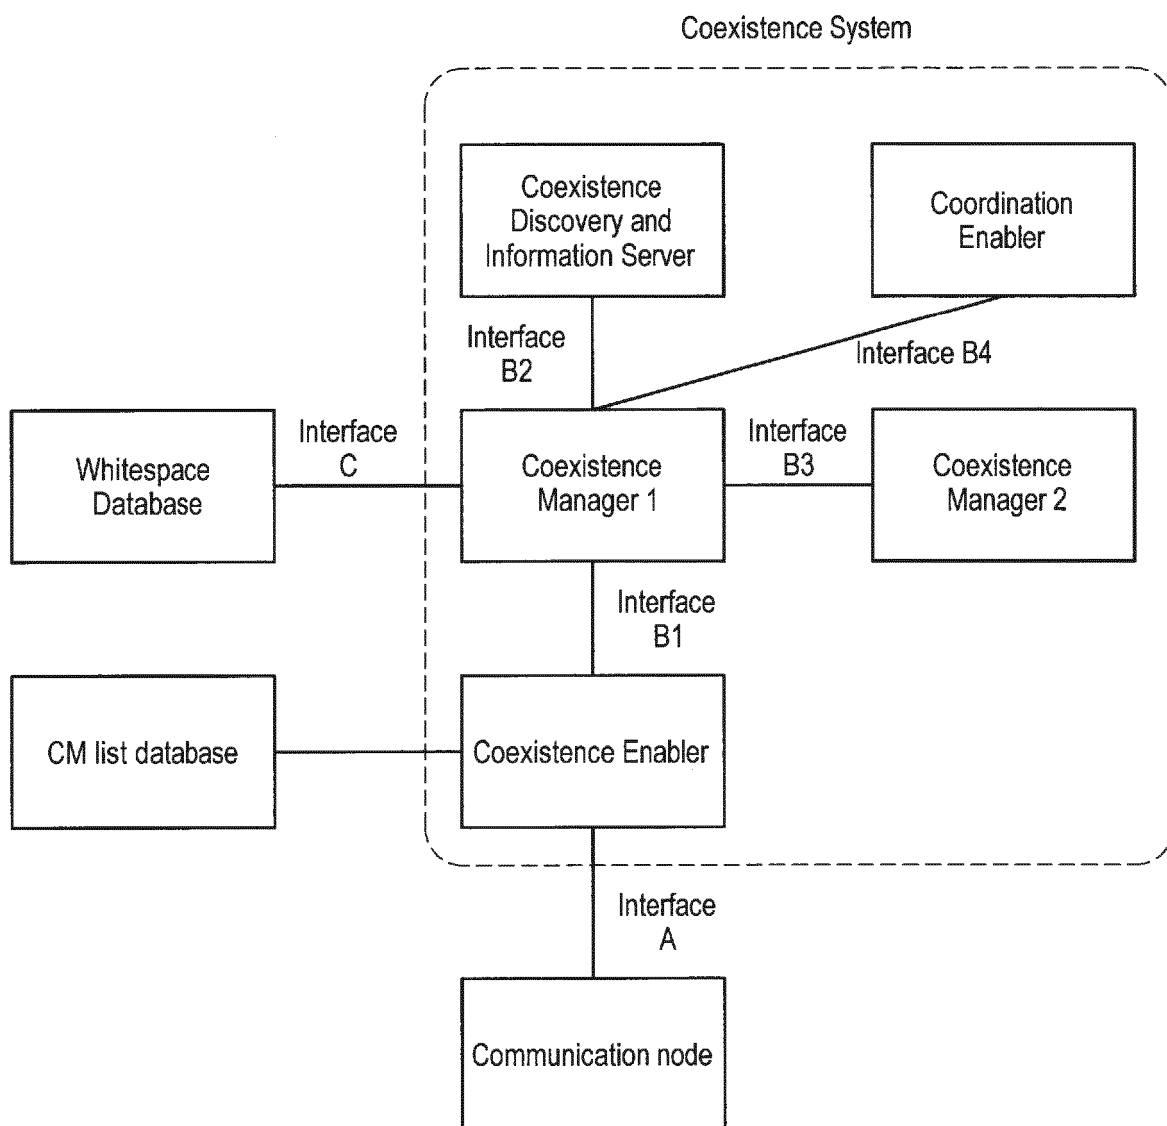 Coexistence System
Coexistence
Discovery and
Information Server
Coordination
Enabler
Interface
B2
Interface B4
Whitespace
Database
Interface
C
Coexistence
Manager 1
Interface
B3
Coexistence
Manager 2
Interface
B1
CM list database
Coexistence Enabler
Interface
A
Communication node